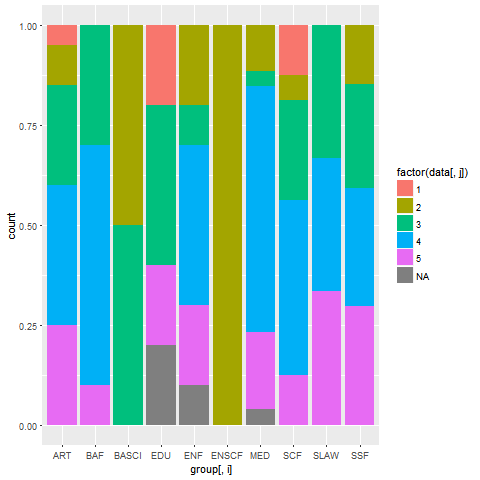 1.00
0.75
0.50
0.25
0.00
count
ART BAF BASCI EDU ENF ENSCF MED SCF SLAW SSF
group[, i]
factor(data[, j])
1
2
3
4
5
NA